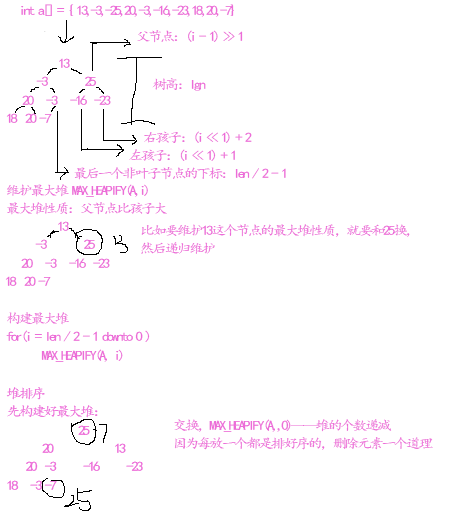 int a[] = { 13,-3,-25,20,-3,-16,-23,18,20,-7}
父节点: (i - 1) >> 1
13
-3 25
树高: lgn
20 -3 -16 -23
18 20 -7
右孩子: (i << 1) + 2
左孩子: (i << 1) + 1
最后一个非叶子节点的下标: len / 2 - 1
维护最大堆 MAX_HEAPIFY(A, i)
最大堆性质: 父节点比孩子大
13
比如要维护13这个节点的最大堆性质, 就要和25换,
-3 25 13
然后递归维护
20 -3 -16 -23
18 20 -7
构建最大堆
for(i = len / 2 - 1 downto 0 )
MAX_HEAPIFY(A, i)
堆排序
先构建好最大堆:
交换, MAX_HEAPIFY(A, 0)——堆的个数递减
25 -7
因为每放一个都是排好序的, 删除元素一个道理
20 13
20 -3 -16 -23
18 -3 -7
25